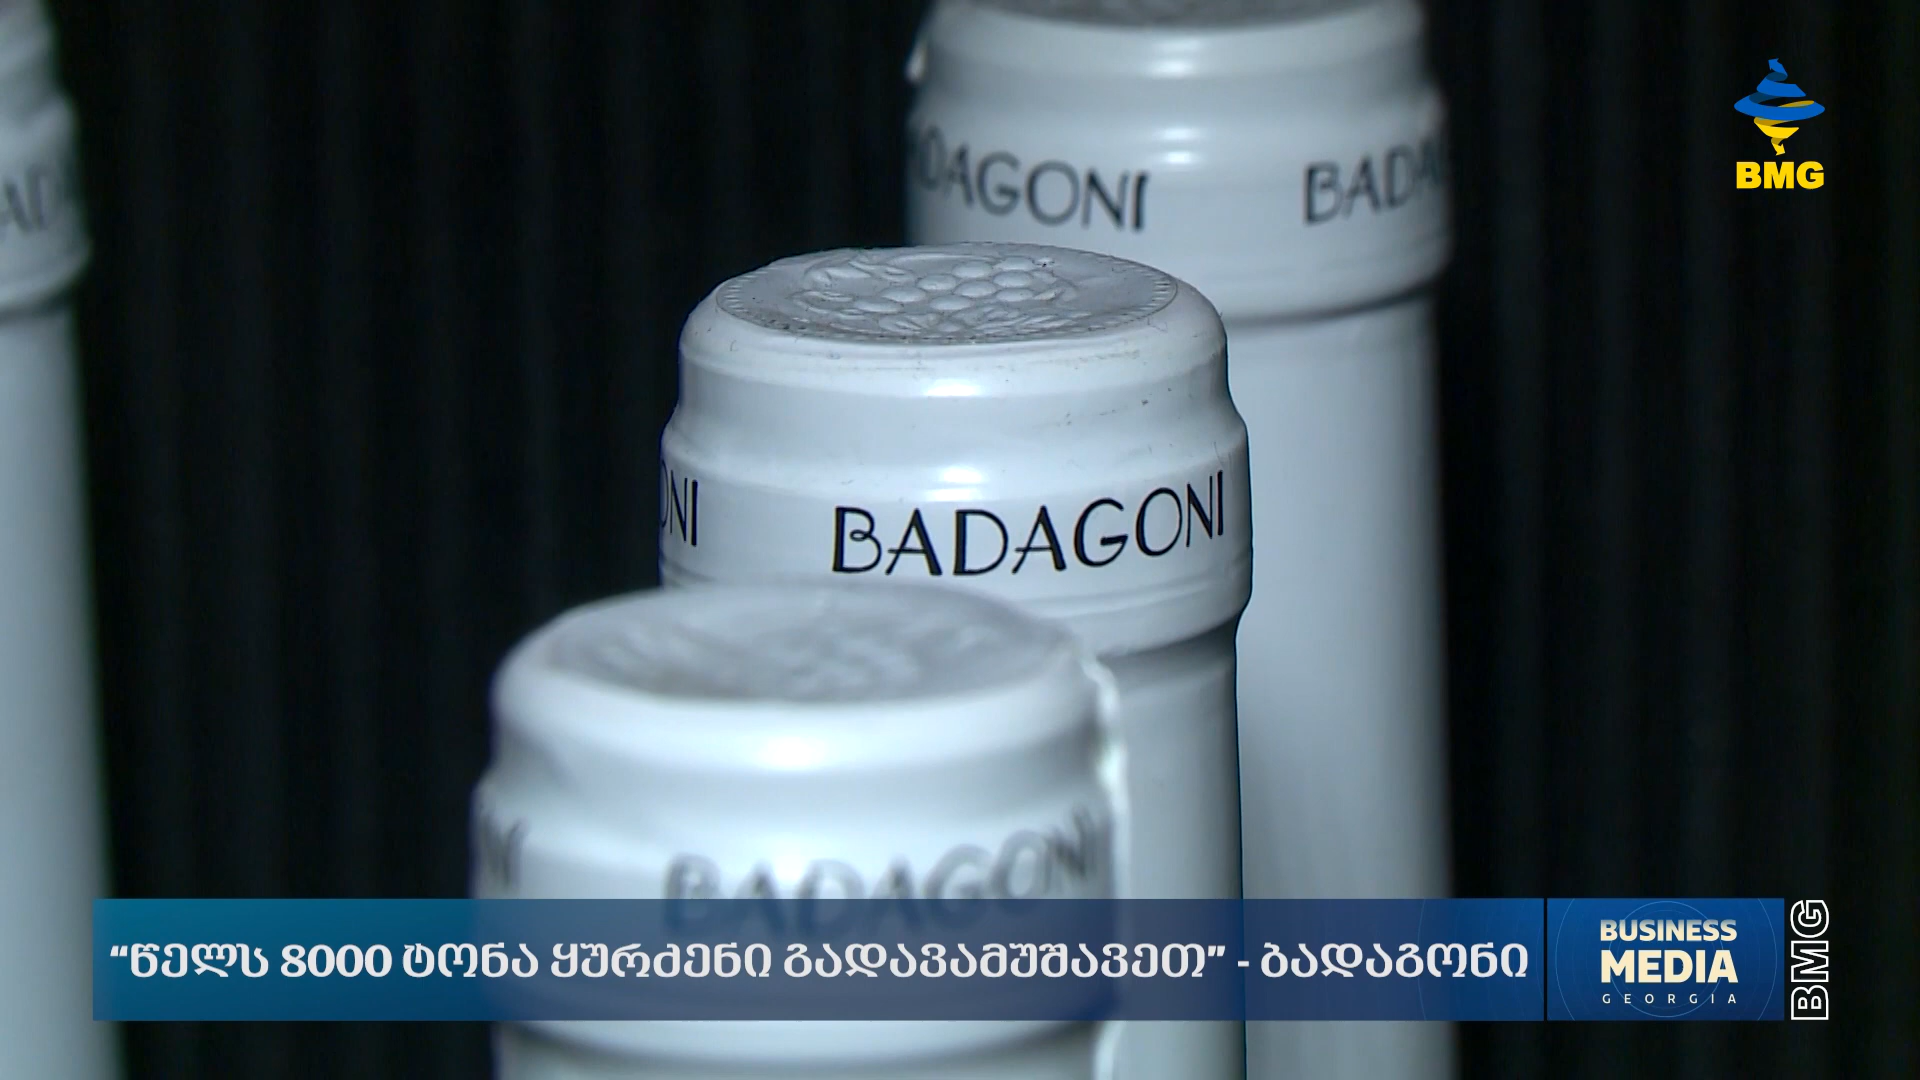 BADAGONI
BMG
BADAGONI
BADAGONI
“წელს 8000 ტონა ყურძენი გადავამუშავეთ” - ბადაგონი
BUSINESS
MEDIA
GEORGIA
BMG